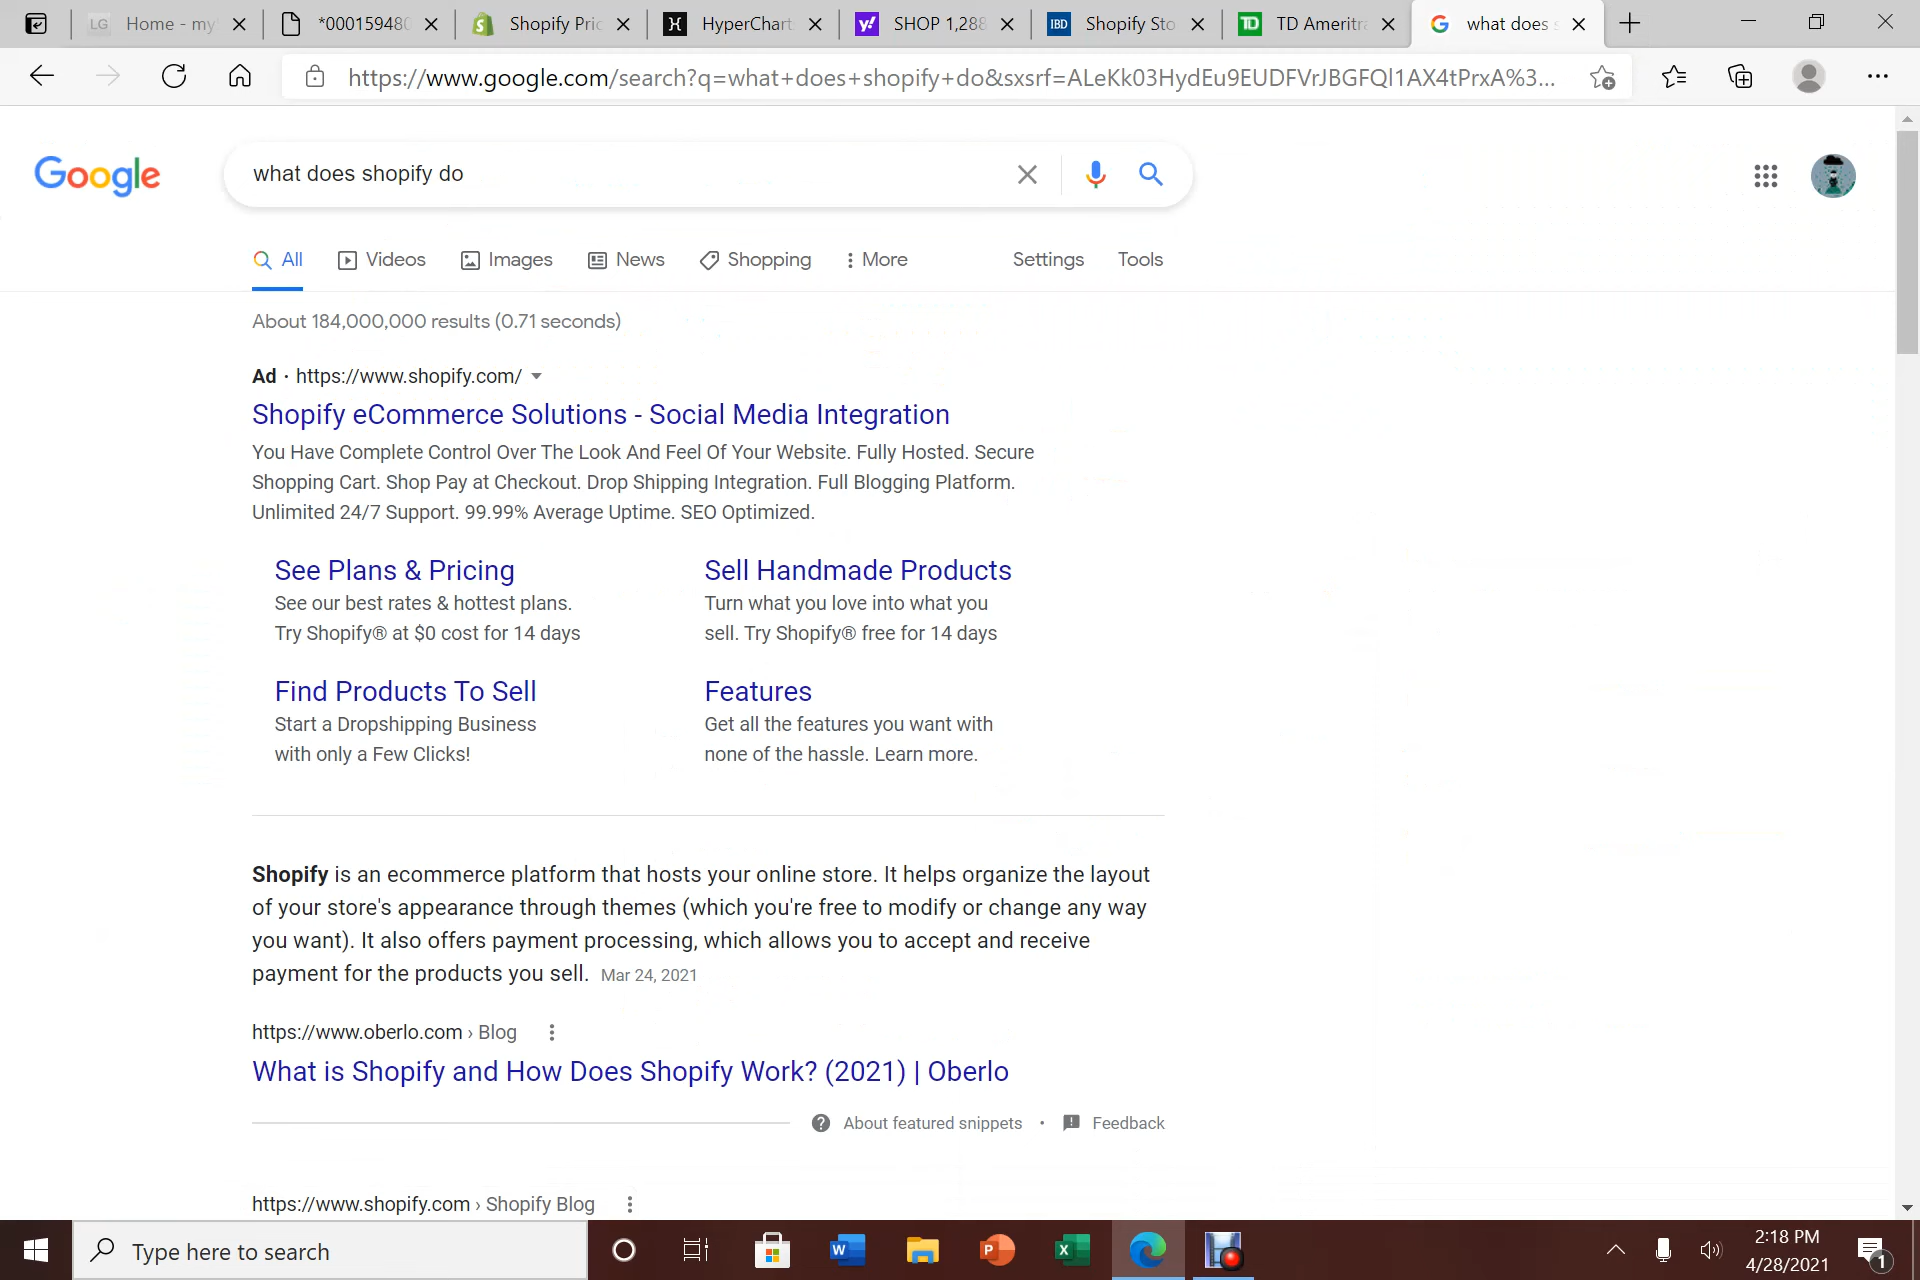 LG Home - my
*000159480
Shopify Pric
HyperChart
SHOP 1,288
IBD Shopify Sto
TD TD Ameritra
what does s
https://www.google.com/search?q=what+does+shopify+do&sxsrf=ALeKk03HydEu9EUDFVrJBGFQl1AX4tPrxA%3...
Google
what does shopify do
All Videos Images News Shopping More Settings Tools
About 184,000,000 results (0.71 seconds)
Ad · https://www.shopify.com/
Shopify eCommerce Solutions - Social Media Integration
You Have Complete Control Over The Look And Feel Of Your Website. Fully Hosted. Secure
Shopping Cart. Shop Pay at Checkout. Drop Shipping Integration. Full Blogging Platform.
Unlimited 24/7 Support. 99.99% Average Uptime. SEO Optimized.
See Plans & Pricing
See our best rates & hottest plans.
Try Shopify® at $0 cost for 14 days
Sell Handmade Products
Turn what you love into what you
sell. Try Shopify® free for 14 days
Find Products To Sell
Start a Dropshipping Business
with only a Few Clicks!
Features
Get all the features you want with
none of the hassle. Learn more.
Shopify is an ecommerce platform that hosts your online store. It helps organize the layout
of your store's appearance through themes (which you're free to modify or change any way
you want). It also offers payment processing, which allows you to accept and receive
payment for the products you sell. Mar 24, 2021
https://www.oberlo.com › Blog
What is Shopify and How Does Shopify Work? (2021) | Oberlo
About featured snippets • Feedback
https://www.shopify.com › Shopify Blog
Type here to search
2:18 PM
4/28/2021
1